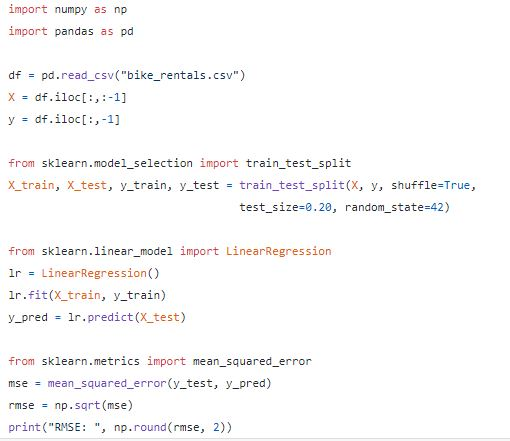 import numpy as np
import pandas as pd
df = pd.read_csv("bike_rentals.csv")
X = df.iloc[:,:-1]
y = df.iloc[:,-1]
from sklearn.model_selection import train_test_split
X_train, X_test, y_train, y_test = train_test_split(X, y, shuffle=True,
test_size=0.20, random_state=42)
from sklearn.linear_model import LinearRegression
lr = LinearRegression()
lr.fit(X_train, y_train)
y_pred = lr.predict(X_test)
from sklearn.metrics import mean_squared_error
mse = mean_squared_error(y_test, y_pred)
rmse = np.sqrt(mse)
print("RMSE: ", np.round(rmse, 2))